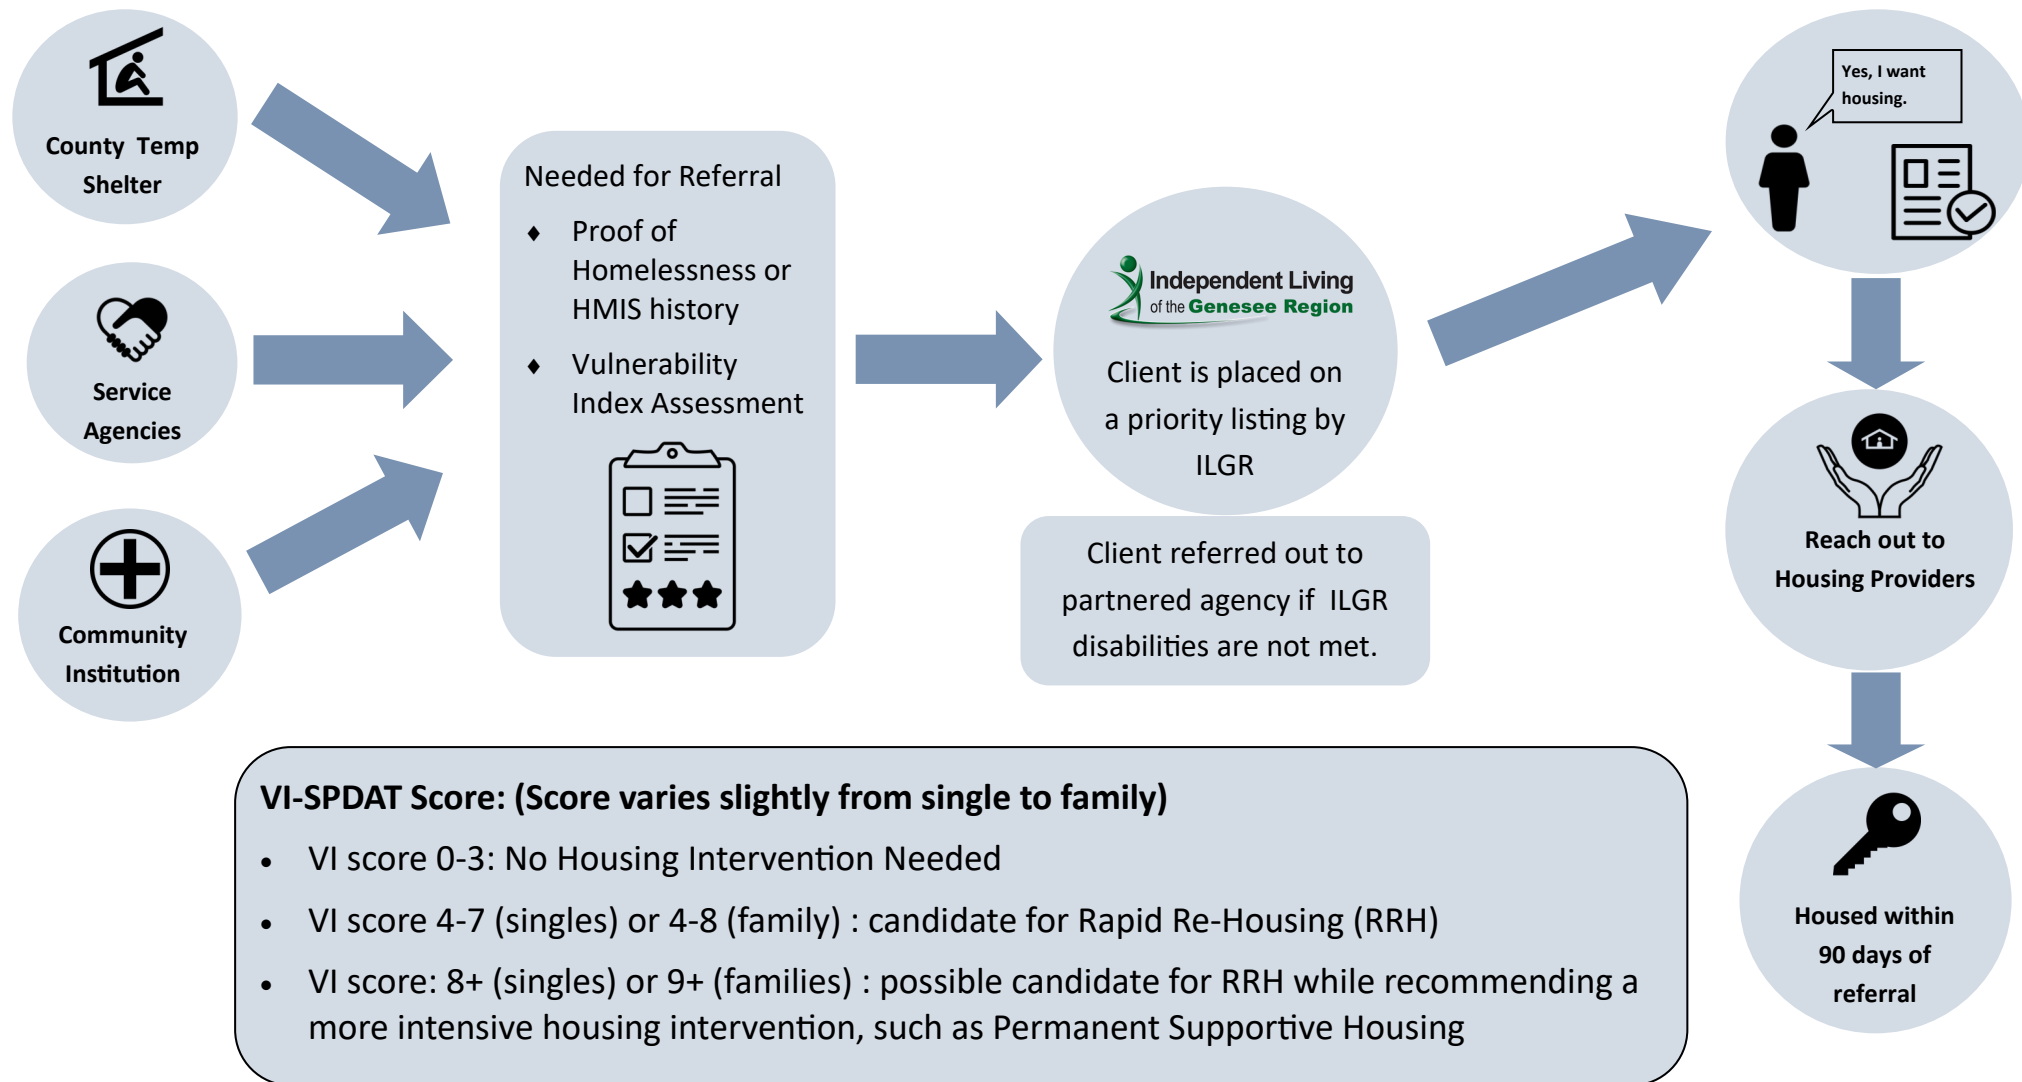 County Temp
Shelter
Service
Agencies
Community
Institution
Needed for Referral
♦ Proof of
Homelessness or
HMIS history
♦ Vulnerability
Index Assessment
Independent Living
of the Genesee Region
Client is placed on
a priority listing by
ILGR
Client referred out to
partnered agency if ILGR
disabilities are not met.
Yes, I want
housing.
Reach out to
Housing Providers
Housed within
90 days of
referral
VI-SPDAT Score: (Score varies slightly from single to family)
• VI score 0-3: No Housing Intervention Needed
• VI score 4-7 (singles) or 4-8 (family) : candidate for Rapid Re-Housing (RRH)
• VI score: 8+ (singles) or 9+ (families) : possible candidate for RRH while recommending a
more intensive housing intervention, such as Permanent Supportive Housing